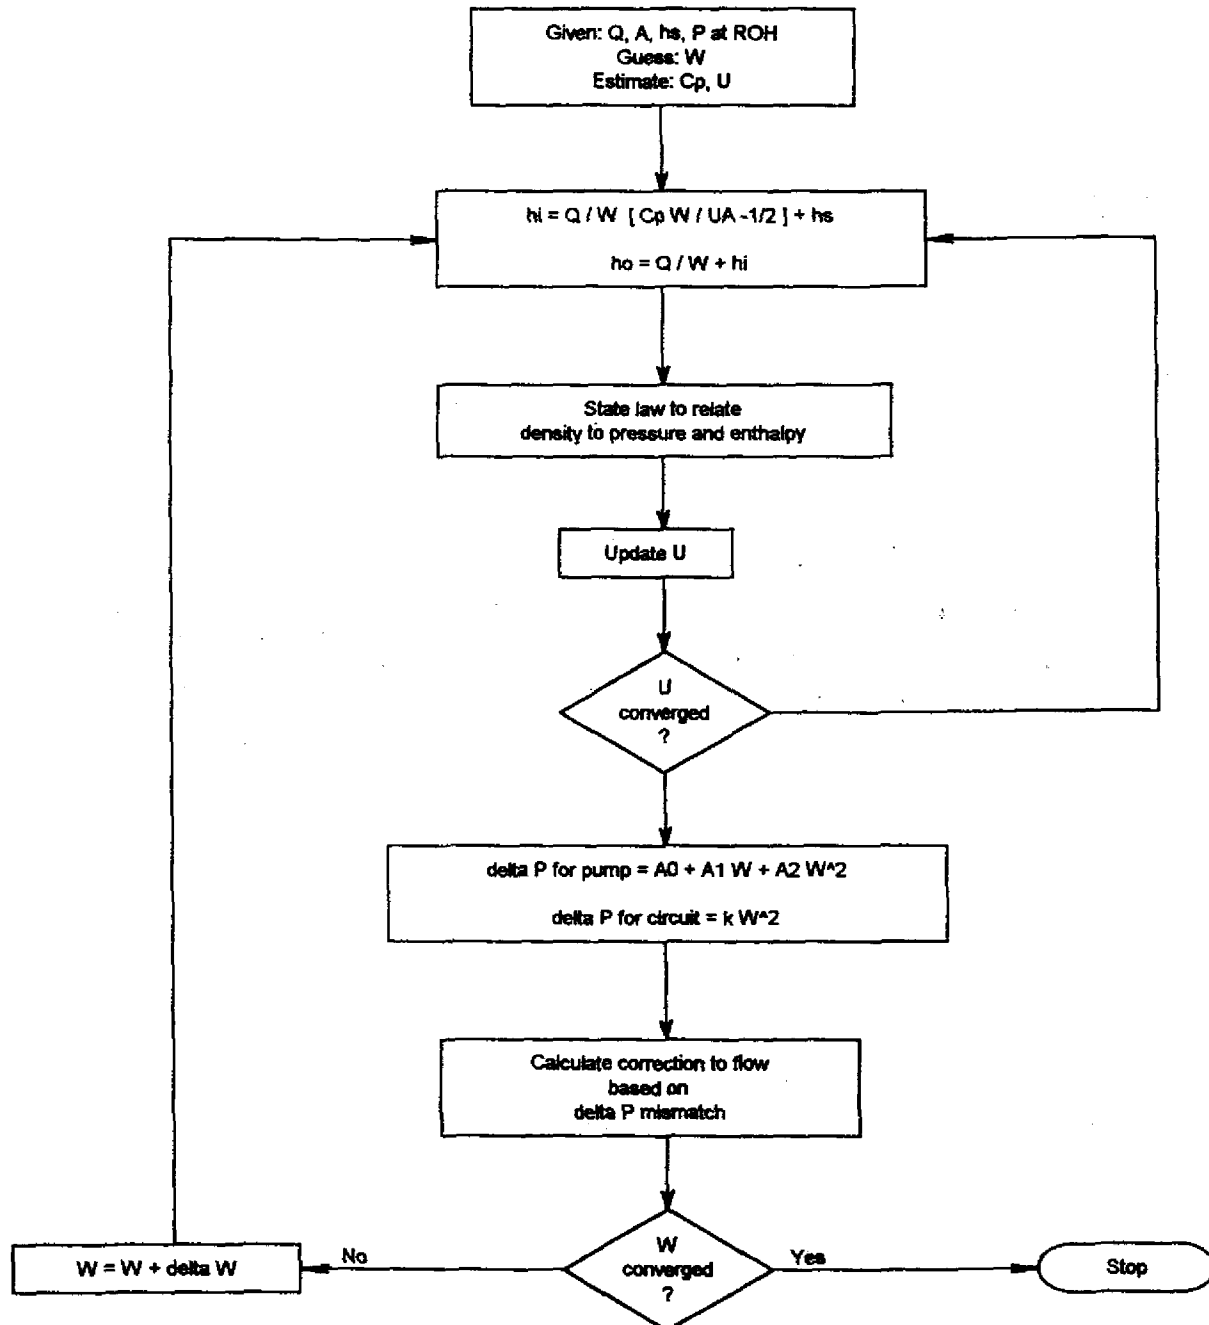 Given: Q, A, hs, P at ROH
Guess: W
Estimate: Cp, U
hi = Q / W [ Cp W / UA -1/2 ] + hs
ho = Q / W + hi
State law to relate
density to pressure and enthalpy
Update U
U
converged
?
delta P for pump = A0 + A1 W + A2 W^2
delta P for circuit = k W^2
Calculate correction to flow
based on
delta P mismatch
W = W + delta W
No
W
converged
?
Yes
Stop